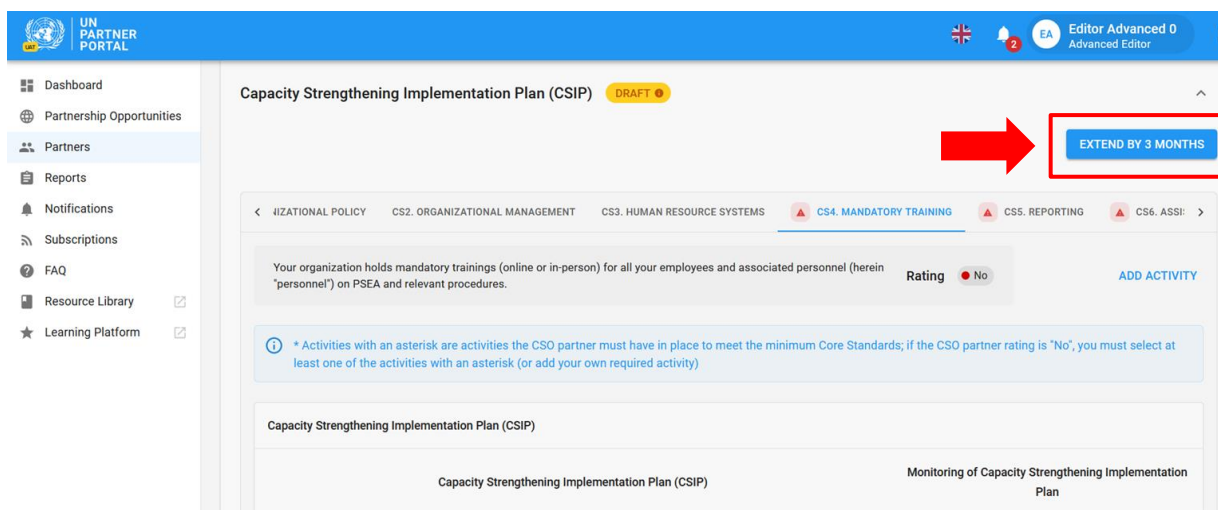 UN
PARTNER
PORTAL
UAT
2
EA
Editor Advanced 0
Advanced Editor
Dashboard
Partnership Opportunities
Partners
Reports
Notifications
Subscriptions
FAQ
Resource Library
Learning Platform
Capacity Strengthening Implementation Plan (CSIP)
DRAFT
EXTEND BY 3 MONTHS
NIZATIONAL POLICY
CS2. ORGANIZATIONAL MANAGEMENT
CS3. HUMAN RESOURCE SYSTEMS
CS4. MANDATORY TRAINING
CS5. REPORTING
CS6. ASSI
Your organization holds mandatory trainings (online or in-person) for all your employees and associated personnel (herein
"personnel") on PSEA and relevant procedures.
Rating
No
ADD ACTIVITY
* Activities with an asterisk are activities the CSO partner must have in place to meet the minimum Core Standards; if the CSO partner rating is "No", you must select at
least one of the activities with an asterisk (or add your own required activity)
Capacity Strengthening Implementation Plan (CSIP)
Capacity Strengthening Implementation Plan (CSIP)
Monitoring of Capacity Strengthening Implementation
Plan